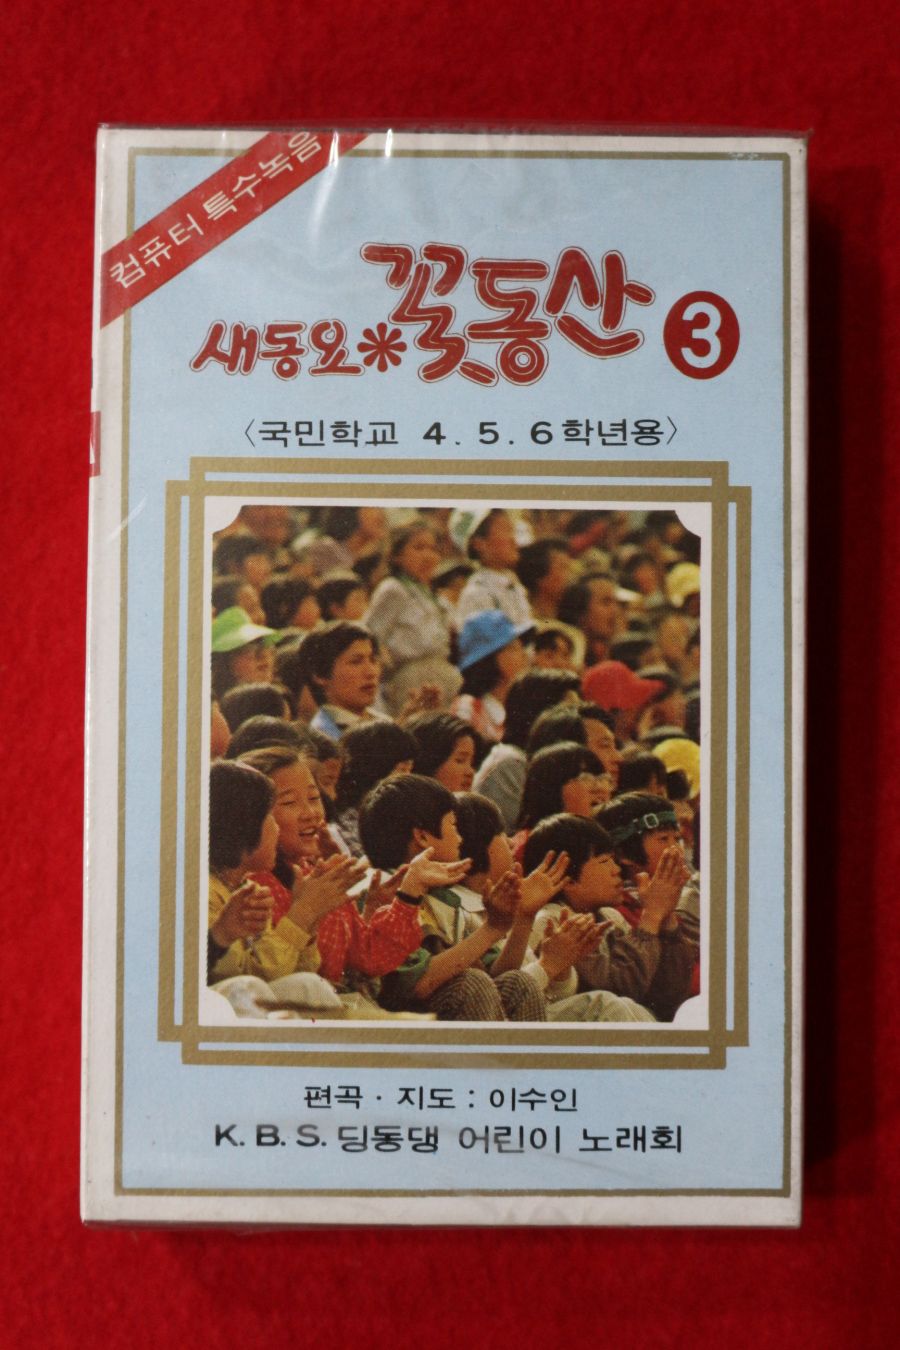 컴퓨터 특수녹음
새동요✽꽃동산 3
〈국민학교 4. 5. 6학년용〉
편곡 · 지도 : 이수인
K. B. S. 딩동댕 어린이 노래회